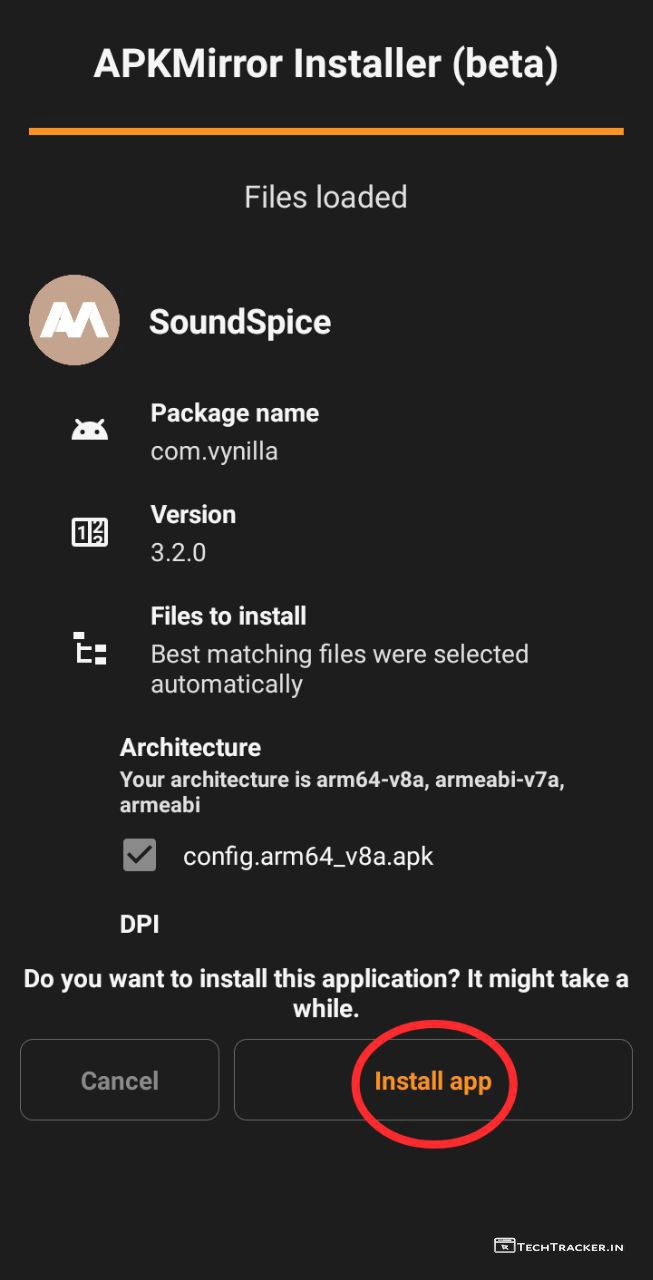 APKMirror Installer (beta)
Files loaded
SoundSpice
Package name
com.vynilla
Version
3.2.0
Files to install
Best matching files were selected
automatically
Architecture
Your architecture is arm64-v8a, armeabi-v7a,
armeabi
config.arm64_v8a.apk
DPI
Do you want to install this application? It might take a
while.
Cancel
Install app
TECHTRACKER.IN